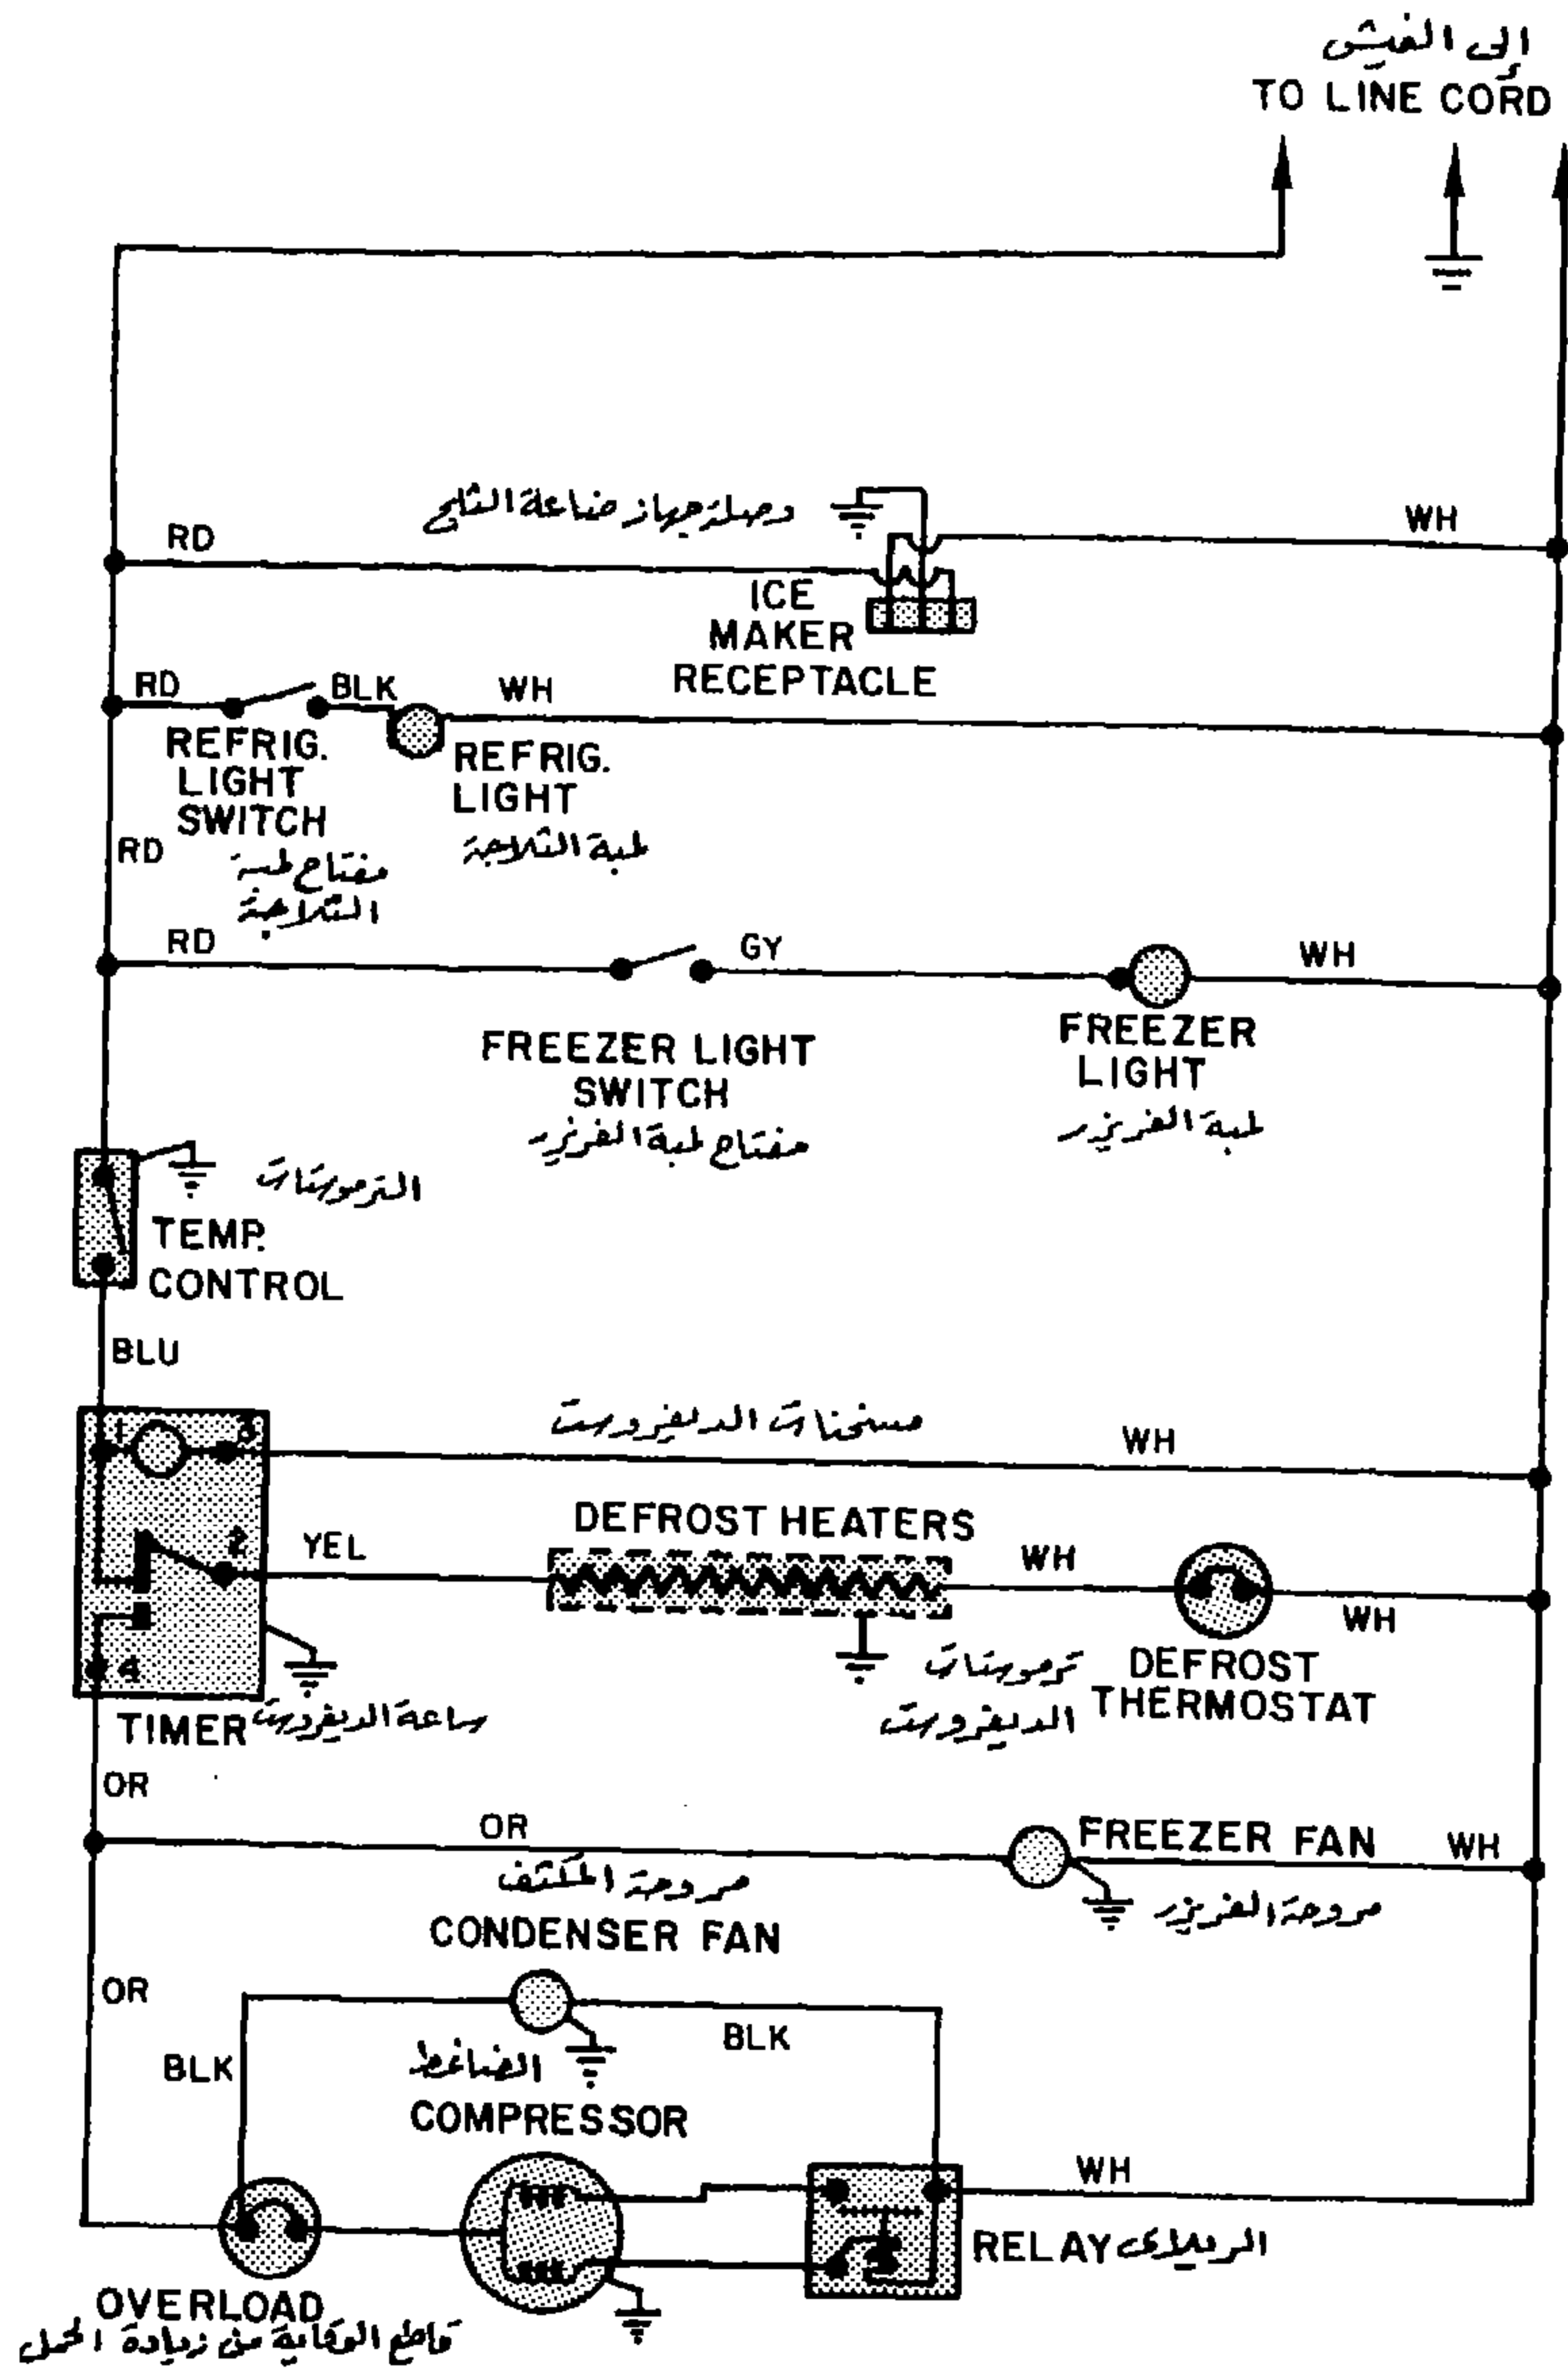 إلى الفيش
TO LINE CORD
وصلة جهاز صناعة الثلج
RD
WH
ICE
MAKER
RECEPTACLE
RD
BLK
WH
REFRIG.
LIGHT
SWITCH
REFRIG.
LIGHT
لمبة الثلاجة
RD
مفتاح لمبة
الثلاجة
RD
GY
WH
FREEZER LIGHT
SWITCH
مفتاح لمبة الفريزر
FREEZER
LIGHT
لمبة الفريزر
الترموستات
TEMP.
CONTROL
BLU
مسخنات الديفروست
1
3
WH
DEFROST HEATERS
2
YEL
WH
WH
4
ترموستات
الديفروست
DEFROST
THERMOSTAT
TIMER
ساعة الديفروست
OR
OR
FREEZER FAN
WH
مروحة المكثف
مروحة الفريزر
CONDENSER FAN
OR
BLK
BLK
الضاغط
COMPRESSOR
WH
RELAY الريلاى
OVERLOAD
قاطع الوقاية من زيادة الحمل